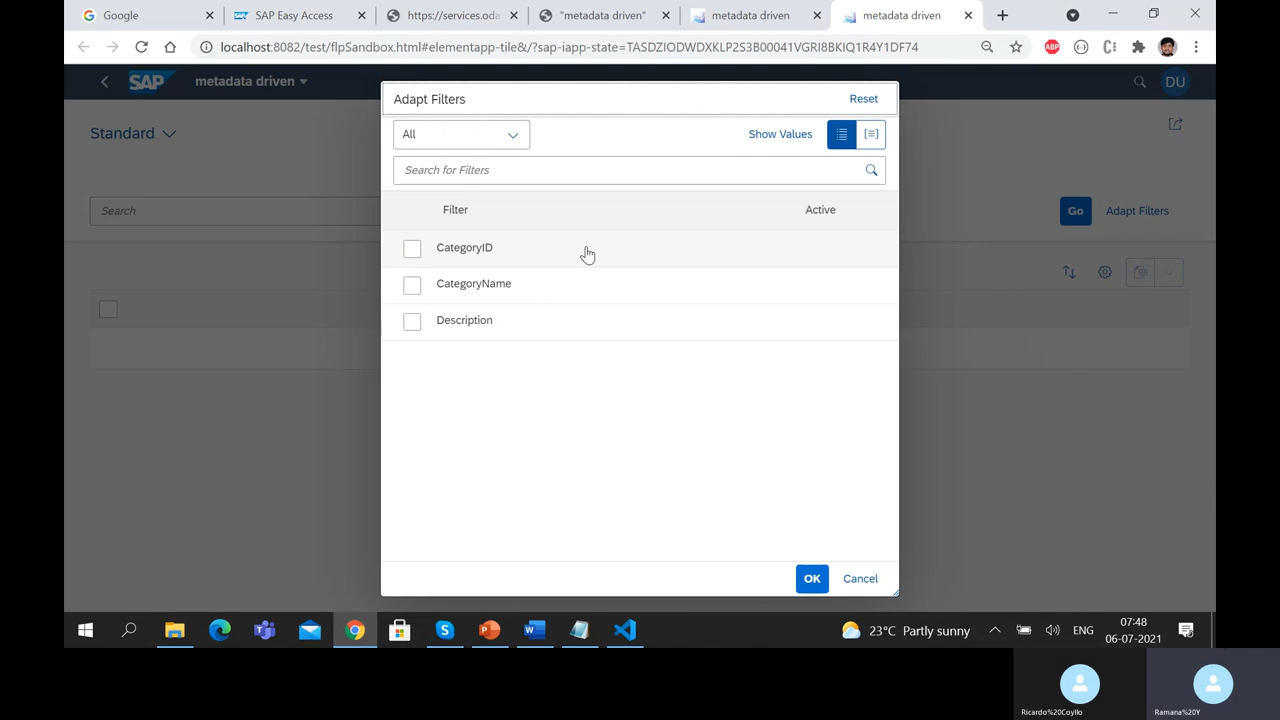 Google
SAP Easy Access
https://services.oda
"metadata driven"
metadata driven
metadata driven
localhost:8082/test/flpSandbox.html#elementapp-tile&/?sap-iapp-state=TASDZIODWDXKLP2S3B00041VGRI8BKIQ1R4Y1DF74
ABP
SAP
metadata driven
DU
Standard
Adapt Filters
Reset
All
Show Values
Search for Filters
Search
Go
Adapt Filters
Filter
Active
CategoryID
CategoryName
Description
OK
Cancel
23°C Partly sunny
ENG
07:48
06-07-2021
Ricardo%20Coyllo
Ramana%20Y